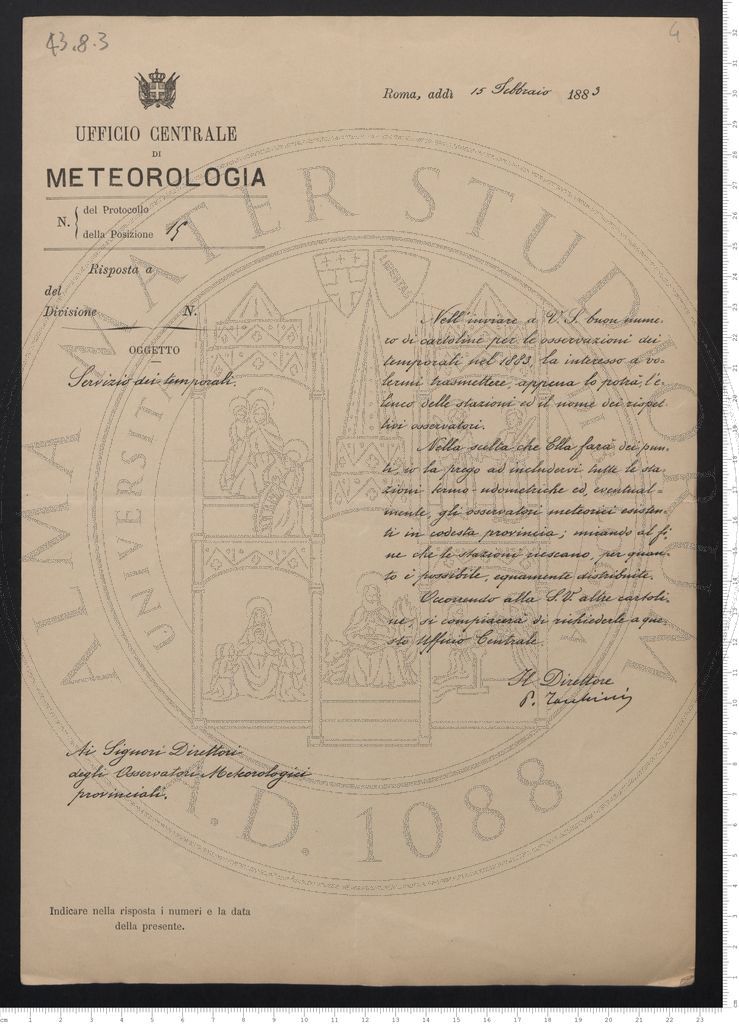 43.8.3
4
Roma, addì 15 Febbraio 1883
UFFICIO CENTRALE
DI
METEOROLOGIA
N. del Protocollo
della Posizione 15
Risposta a
del
Divisione N.
OGGETTO
Servizio dei temporali.
Nell'inviare a V. S. buon nume-
ro di cartoline per le osservazioni dei
temporali nel 1883, la interesso a vo-
lermi trasmettere, appena lo potrà, l'e-
lenco delle stazioni ed il nome dei rispet-
tivi osservatori.
Nella scelta che Ella farà dei pun-
ti, io la prego ad includervi tutte le sta-
zioni termo-udometriche ed, eventual-
mente, gli osservatori meteorici esisten-
ti in codesta provincia; mirando al fi-
ne che le stazioni riescano, per quan-
to è possibile, equamente distribuite.
Occorrendo alla S. V. altre cartoli-
ne, si compiacerà di richiederle a que-
sto Ufficio Centrale.
Il Direttore
P. Tacchini
Ai Signori Direttori
degli Osservatori Meteorologici
provinciali.
Indicare nella risposta i numeri e la data
della presente.
ALMA MATER STUDIORUM
A.D. 1088